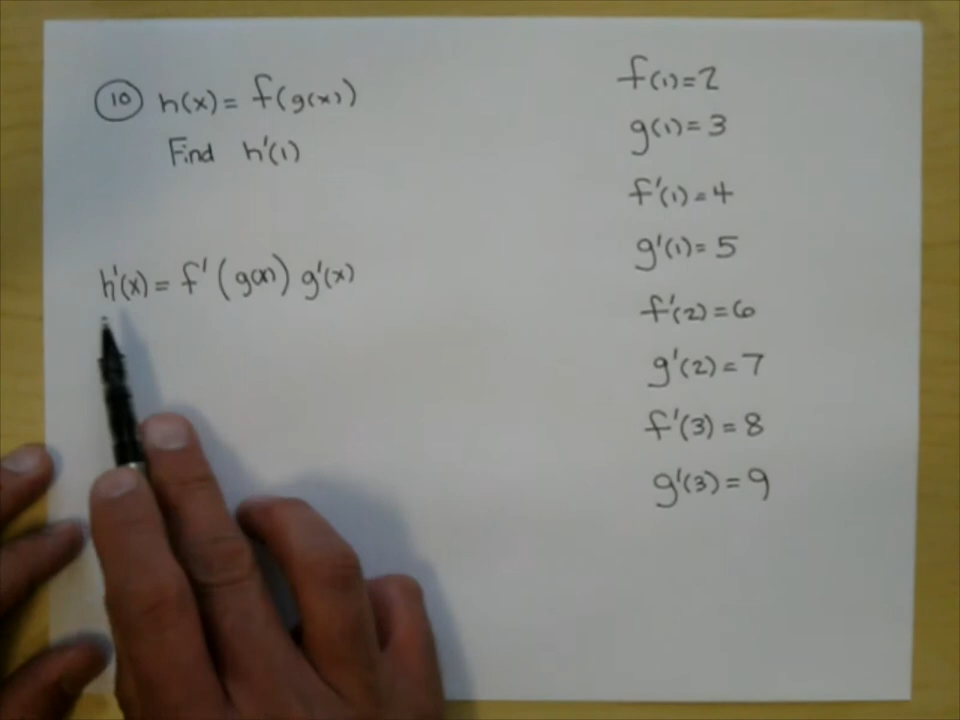 10 h(x) = f(g(x))
Find h'(1)
h'(x) = f'(g(x)) g'(x)
f(1) = 2
g(1) = 3
f'(1) = 4
g'(1) = 5
f'(2) = 6
g'(2) = 7
f'(3) = 8
g'(3) = 9